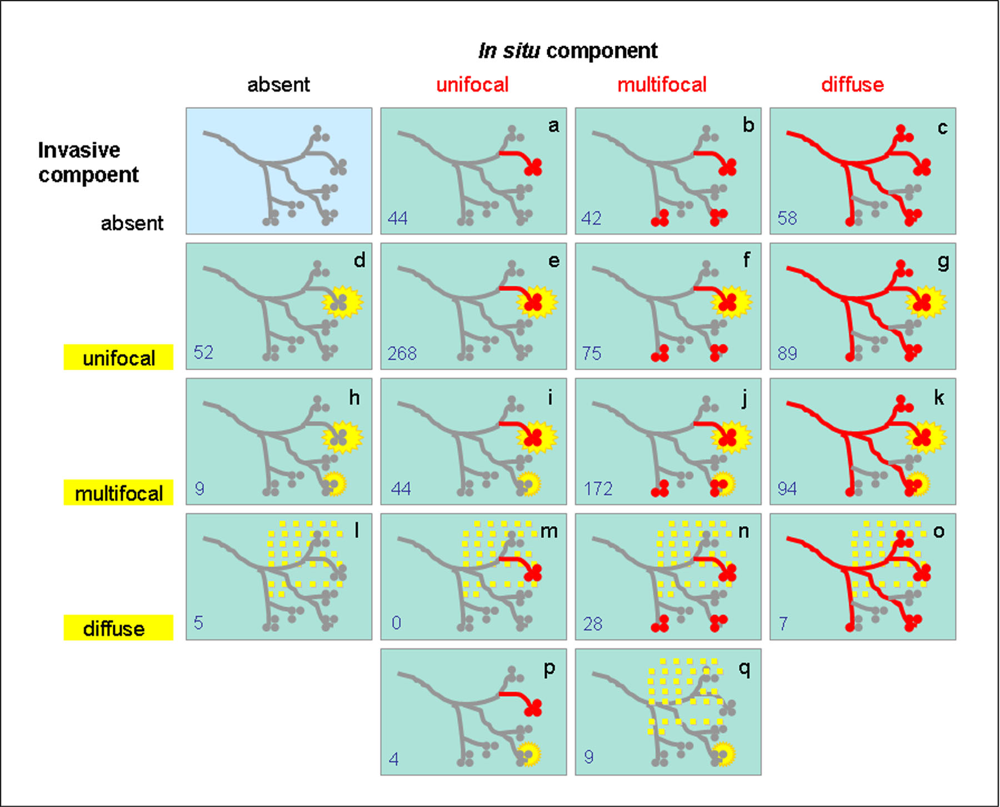 In situ component
absent unifocal multifocal diffuse
Invasive
compoent
absent
a
44
b
42
c
58
unifocal
d
52
e
268
f
75
g
89
multifocal
h
9
i
44
j
172
k
94
diffuse
l
5
m
0
n
28
o
7
p
4
q
9